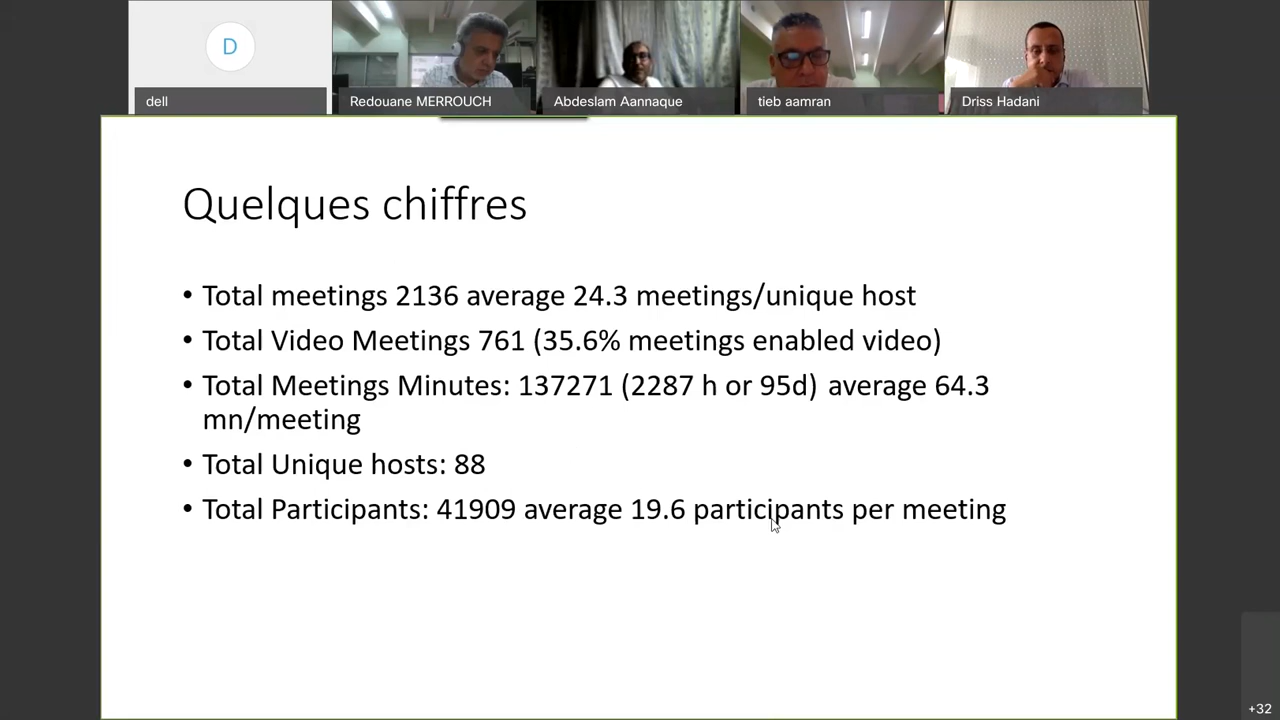 D
dell
Redouane MERROUCH
Abdeslam Aannaque
tieb aamran
Driss Hadani
Quelques chiffres
• Total meetings 2136 average 24.3 meetings/unique host
• Total Video Meetings 761 (35.6% meetings enabled video)
• Total Meetings Minutes: 137271 (2287 h or 95d) average 64.3
mn/meeting
• Total Unique hosts: 88
• Total Participants: 41909 average 19.6 participants per meeting
+32